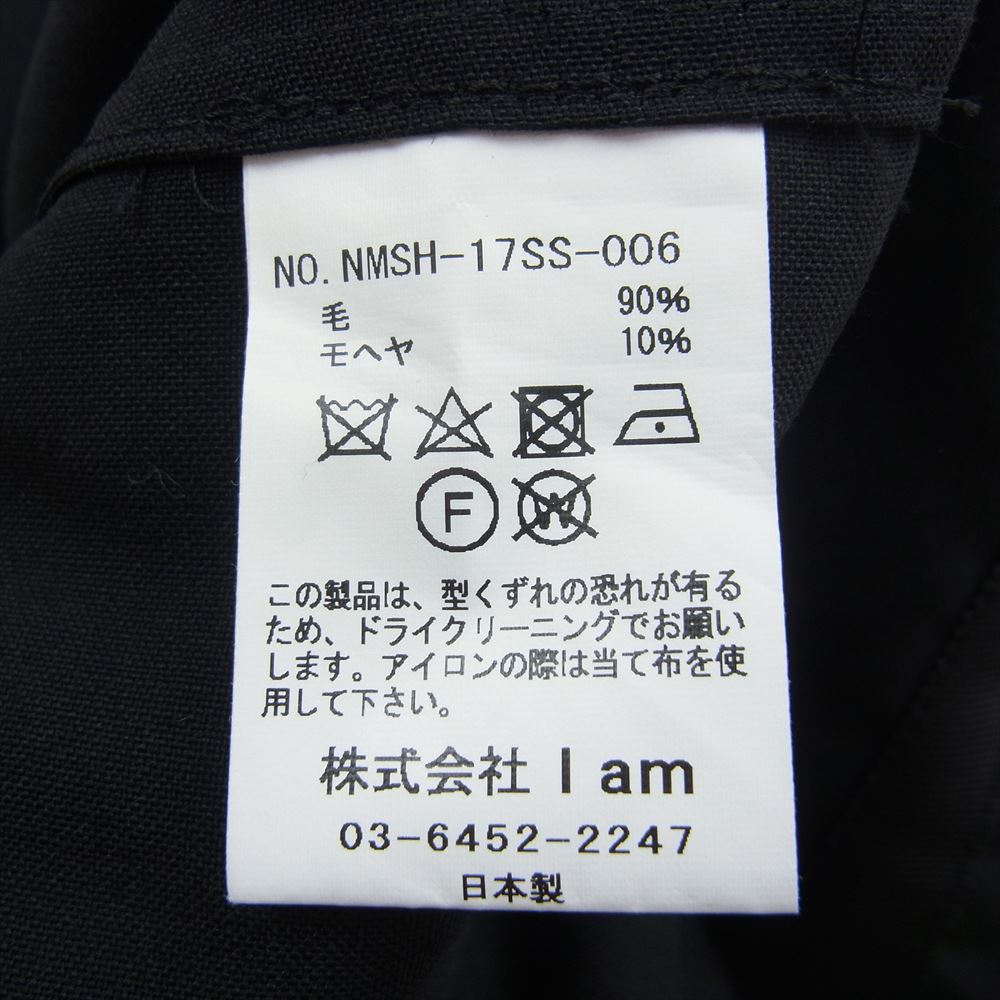 NO. NMSH-17SS-006
毛 90%
モヘヤ 10%
F W
この製品は、型くずれの恐れが有る
ため、ドライクリーニングでお願い
します。アイロンの際は当て布を使
用して下さい。
株式会社 I am
03-6452-2247
日本製